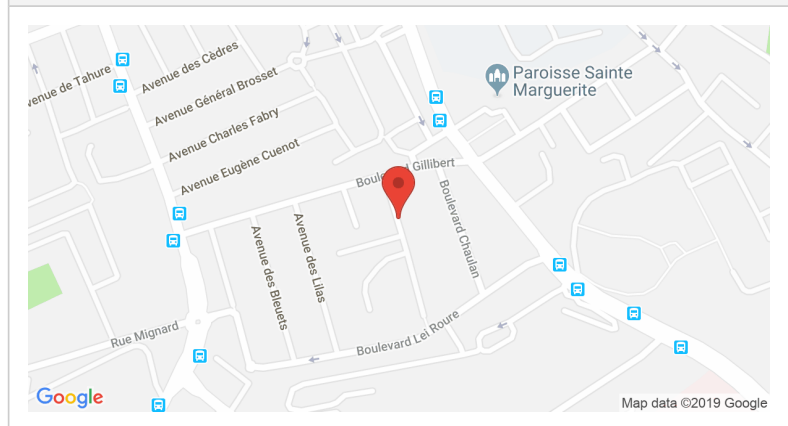 Avenue des Cèdres
venue de Tahure
Avenue Général Brosset
Paroisse Sainte
Marguerite
Avenue Charles Fabry
Avenue Eugène Cuenot
Boulevard Gillibert
Boulevard Chaulan
Avenue des Lilas
Avenue des Bleuets
Rue Mignard
Boulevard Lei Roure
Google
Map data ©2019 Google